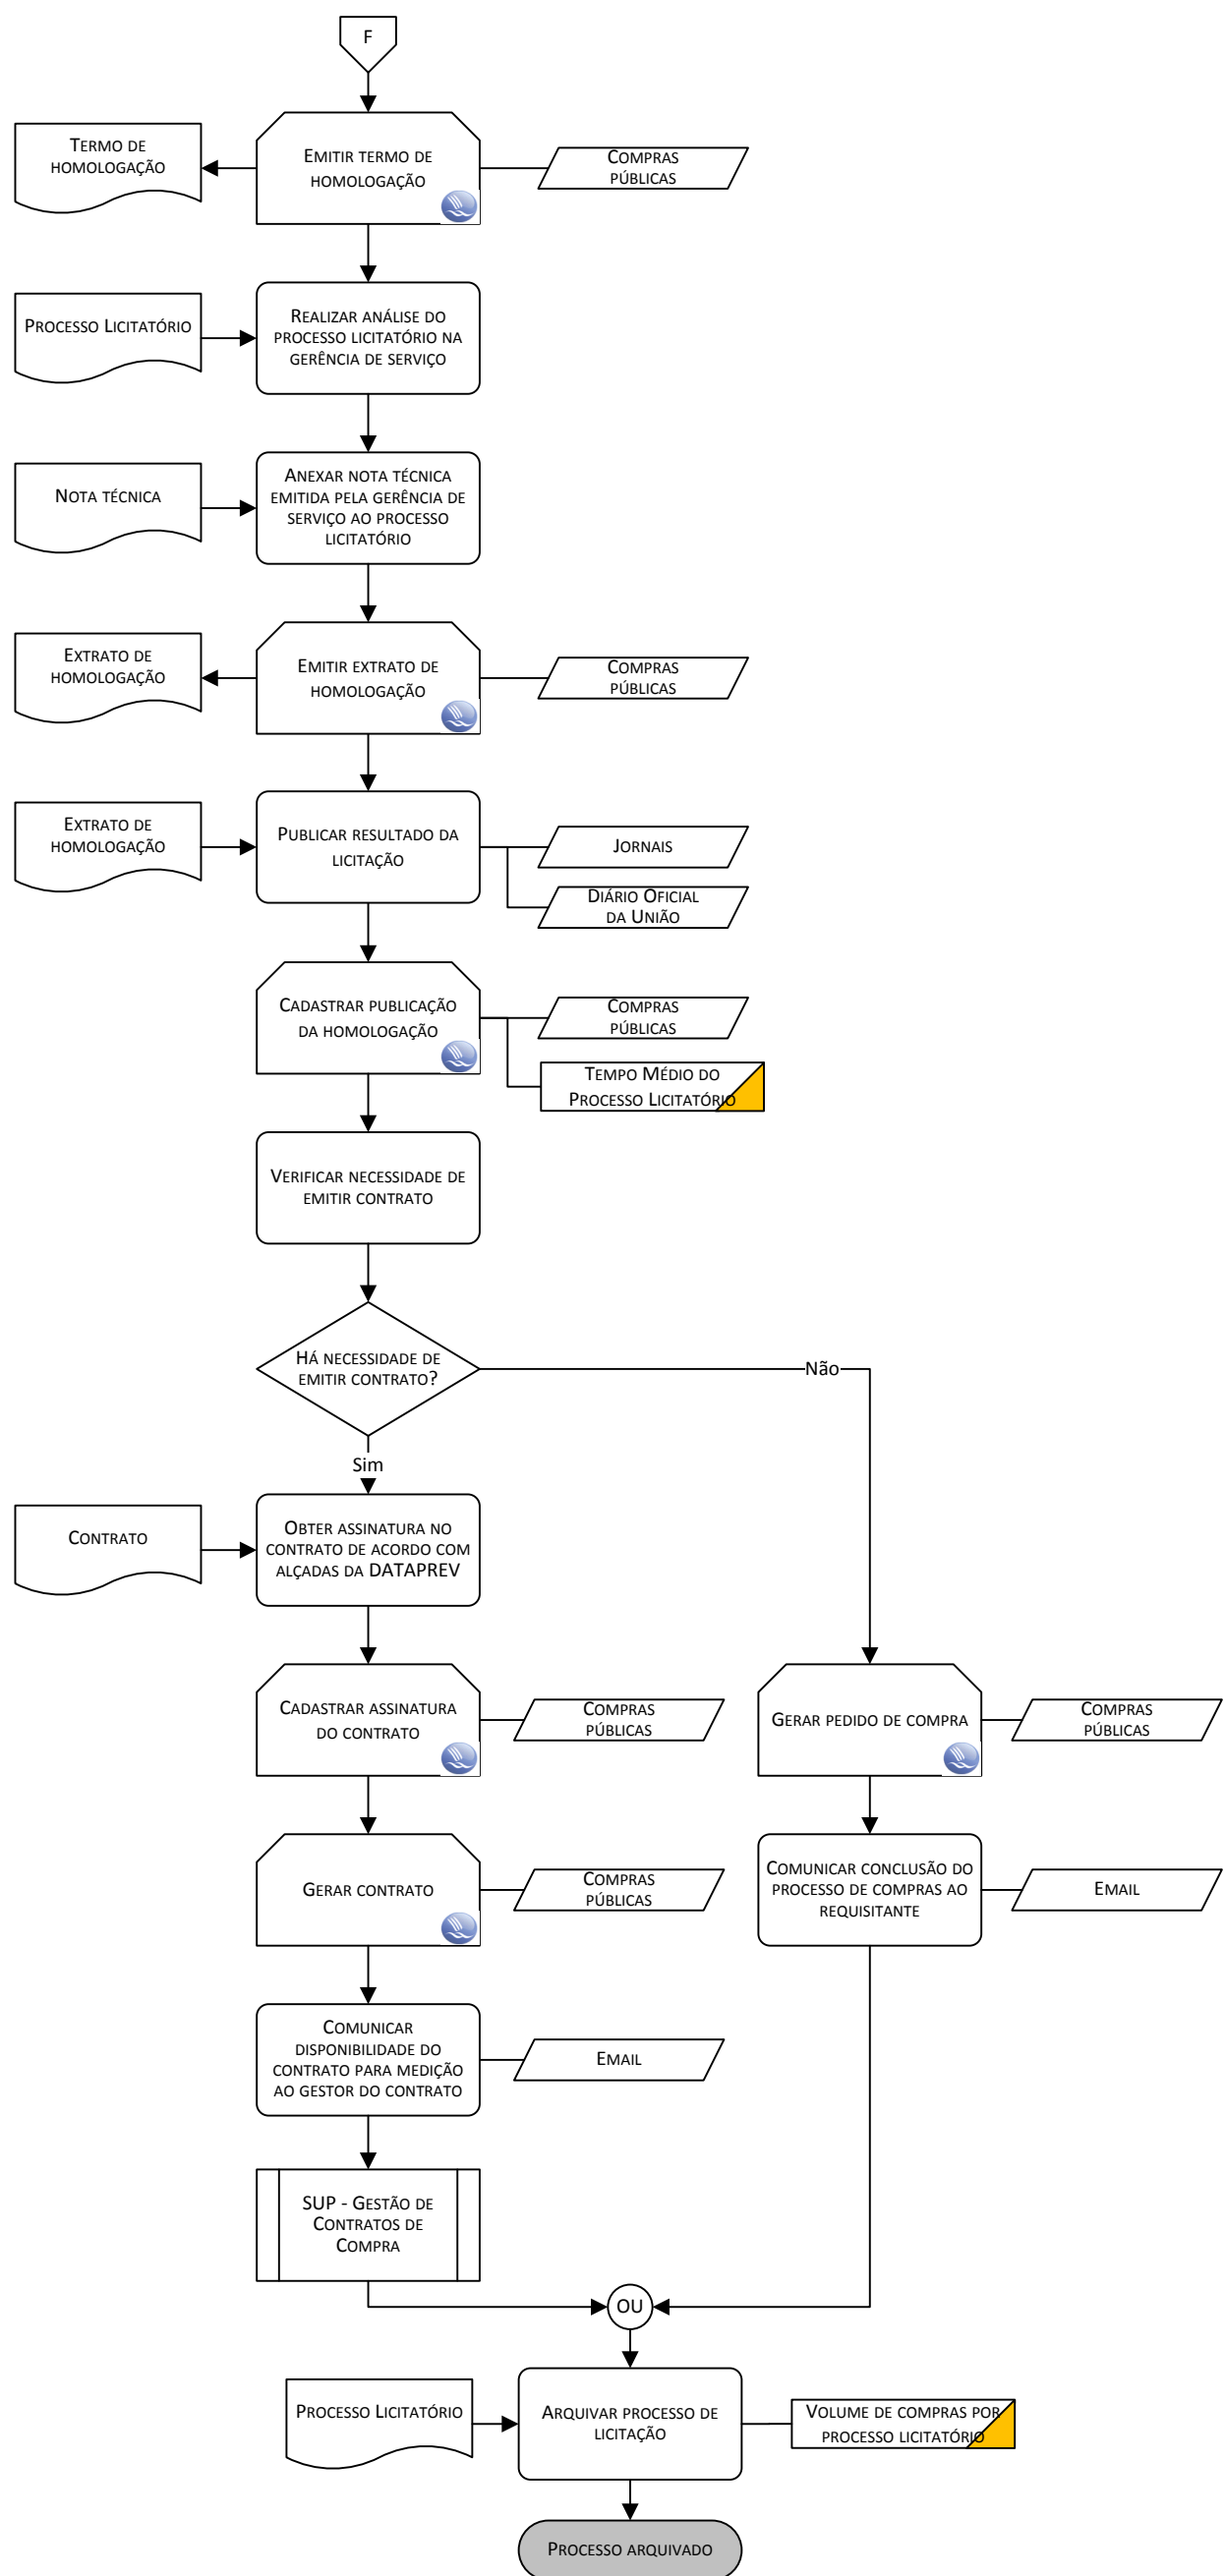 F
Termo de
homologação
Emitir termo de
homologação
Compras
públicas
Processo Licitatório
Realizar análise do
processo licitatório na
gerência de serviço
Nota técnica
Anexar nota técnica
emitida pela gerência de
serviço ao processo
licitatório
Extrato de
homologação
Emitir extrato de
homologação
Compras
públicas
Extrato de
homologação
Publicar resultado da
licitação
Jornais
Diário Oficial
da União
Cadastrar publicação
da homologação
Compras
públicas
Tempo Médio do
Processo Licitatório
Verificar necessidade de
emitir contrato
Há necessidade de
emitir contrato?
Não
Sim
Contrato
Obter assinatura no
contrato de acordo com
alçadas da DATAPREV
Cadastrar assinatura
do contrato
Compras
públicas
Gerar pedido de compra
Compras
públicas
Gerar contrato
Compras
públicas
Comunicar conclusão do
processo de compras ao
requisitante
Email
Comunicar
disponibilidade do
contrato para medição
ao gestor do contrato
Email
SUP - Gestão de
Contratos de
Compra
OU
Processo Licitatório
Arquivar processo de
licitação
Volume de compras por
processo licitatório
Processo arquivado